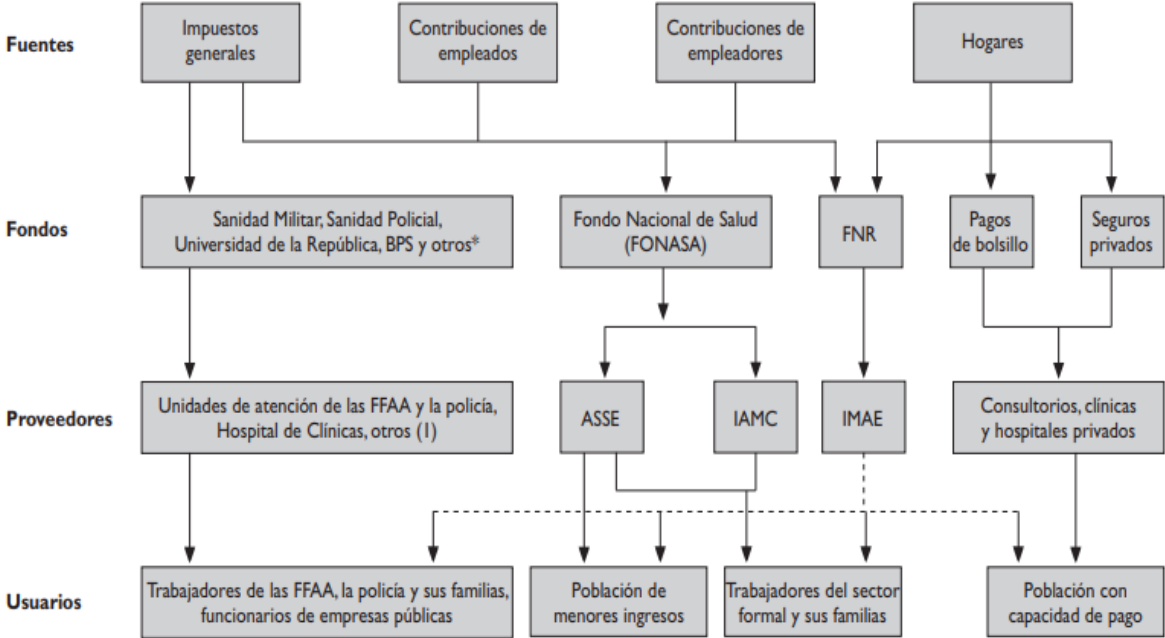 Fuentes
Impuestos
generales
Contribuciones de
empleados
Contribuciones de
empleadores
Hogares
Fondos
Sanidad Militar, Sanidad Policial,
Universidad de la República, BPS y otros*
Fondo Nacional de Salud
(FONASA)
FNR
Pagos
de bolsillo
Seguros
privados
Proveedores
Unidades de atención de las FFAA y la policía,
Hospital de Clínicas, otros (1)
ASSE
IAMC
IMAE
Consultorios, clínicas
y hospitales privados
Usuarios
Trabajadores de las FFAA, la policía y sus familias,
funcionarios de empresas públicas
Población de
menores ingresos
Trabajadores del sector
formal y sus familias
Población con
capacidad de pago